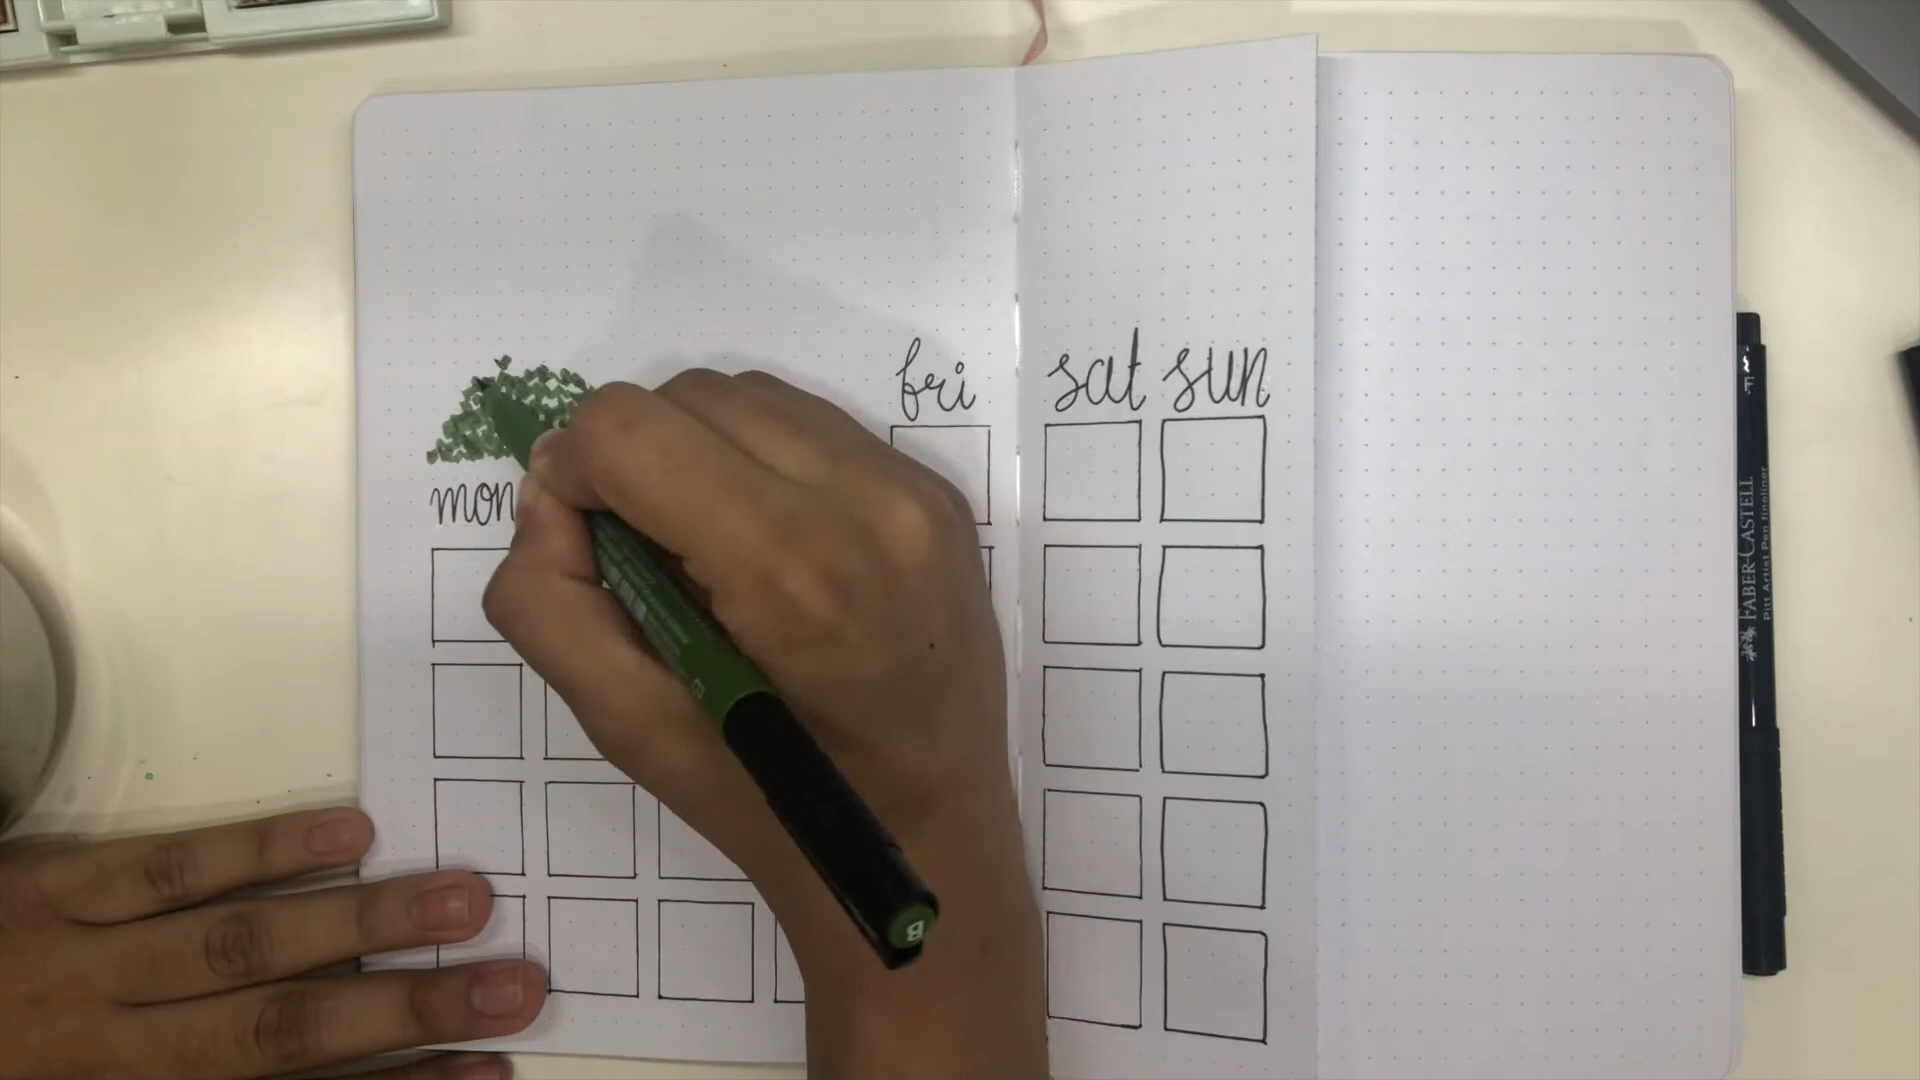 fri
sat
sun
mon
FABER-CASTELL
Pitt Artist Pen fineliner
F
B